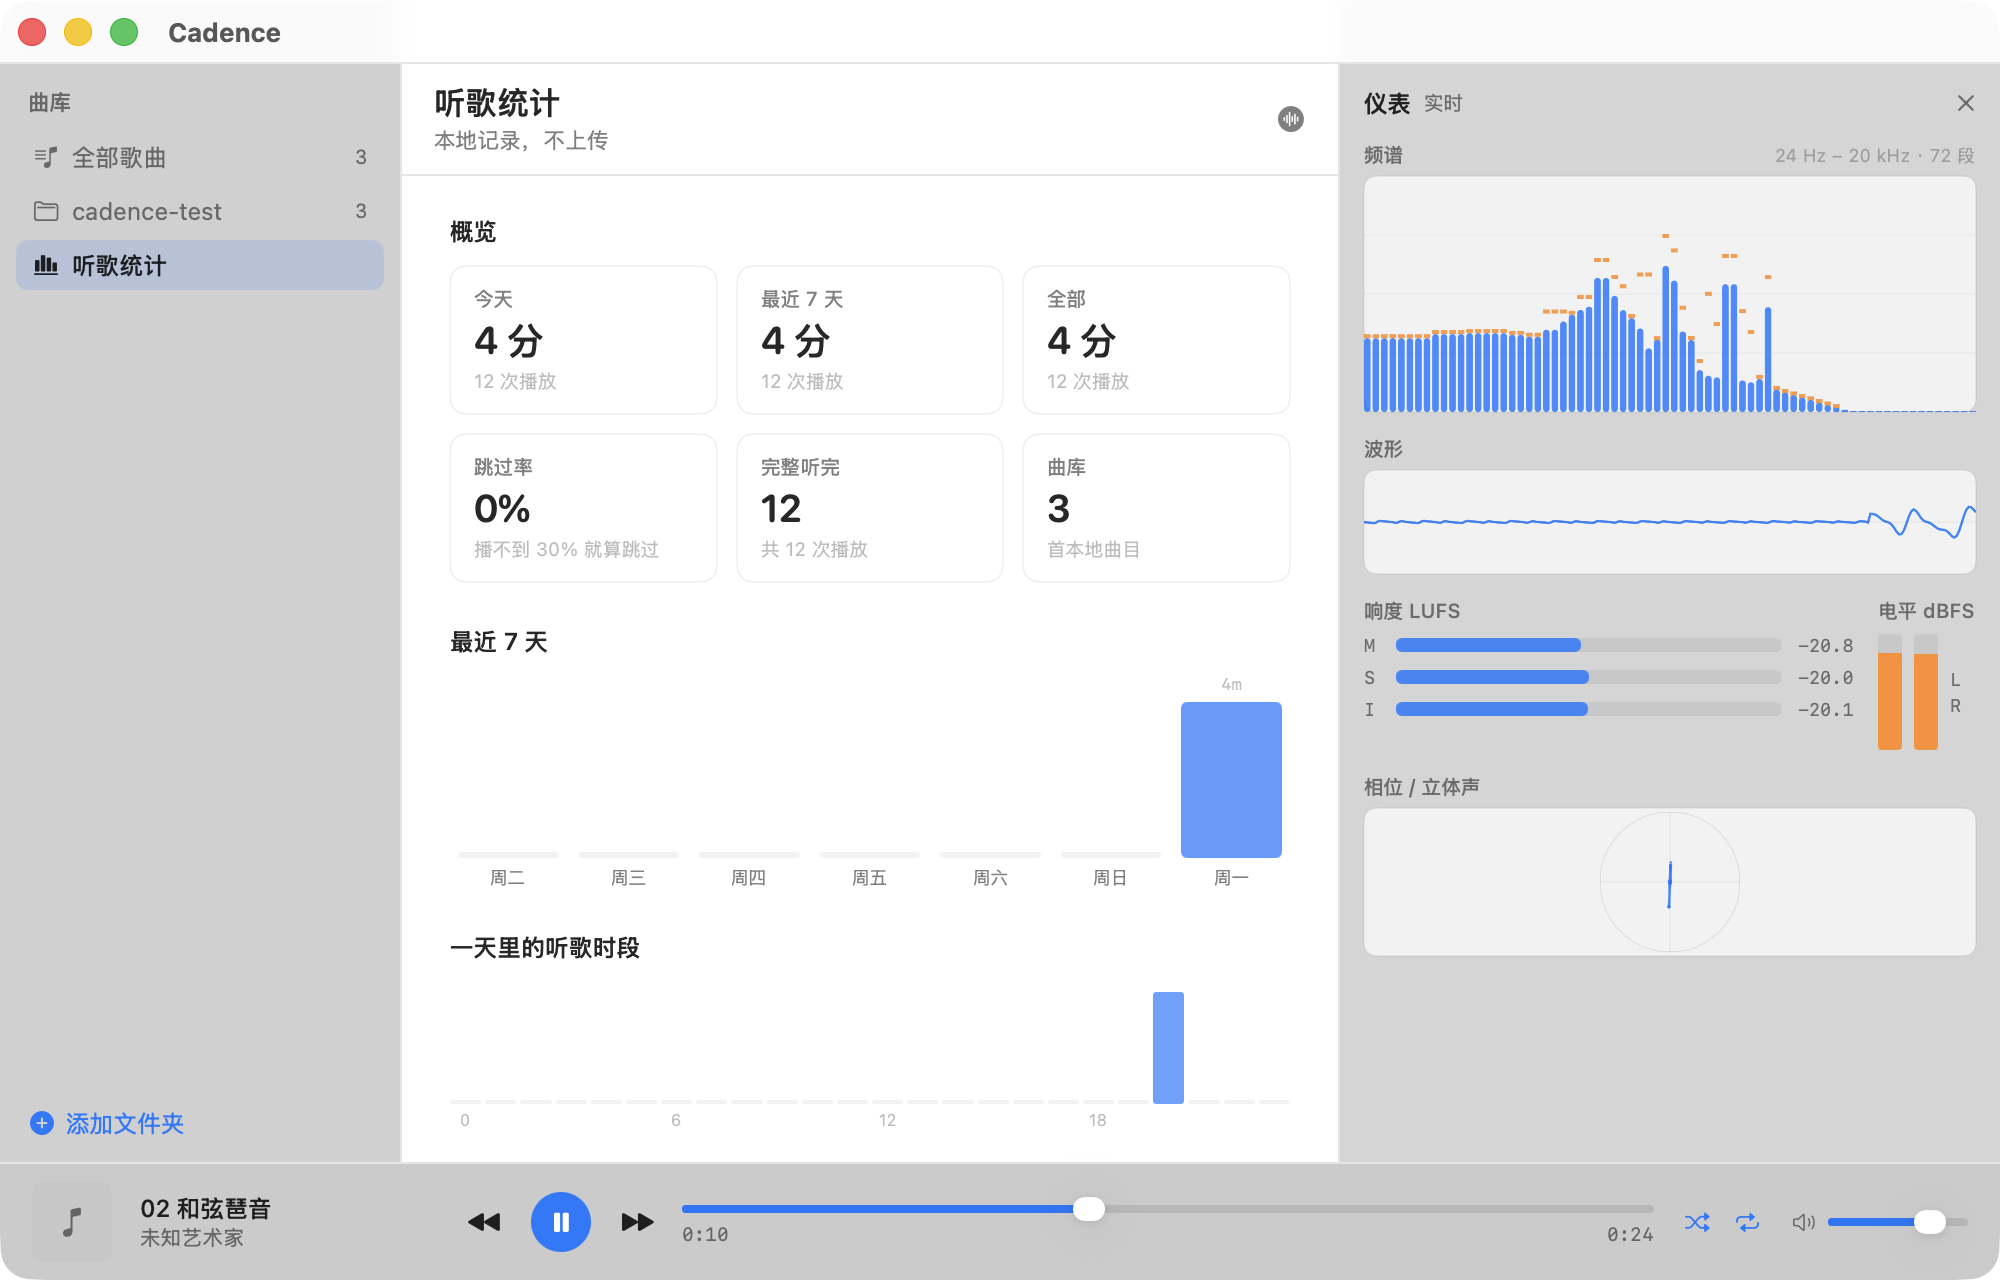 Cadence
曲库
全部歌曲 3
cadence-test 3
听歌统计
添加文件夹
听歌统计
本地记录，不上传
概览
今天
4 分
12 次播放
最近 7 天
4 分
12 次播放
全部
4 分
12 次播放
跳过率
0%
播不到 30% 就算跳过
完整听完
12
共 12 次播放
曲库
3
首本地曲目
最近 7 天
4m
周二 周三 周四 周五 周六 周日 周一
一天里的听歌时段
0 6 12 18
仪表 实时
频谱 24 Hz – 20 kHz · 72 段
波形
响度 LUFS 电平 dBFS
M −20.8
S −20.0
I −20.1
L
R
相位 / 立体声
02 和弦琶音
未知艺术家
0:10 0:24